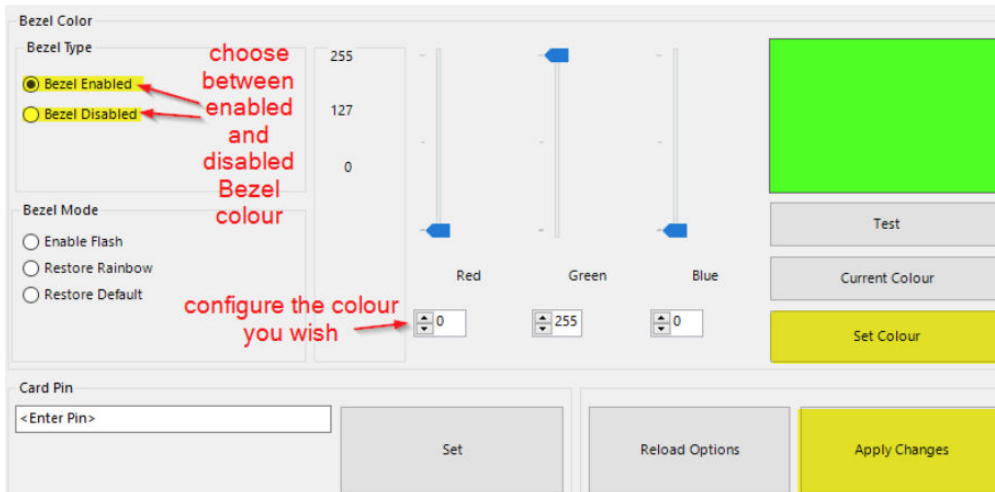 Bezel Color
Bezel Type
Bezel Enabled
Bezel Disabled
choose
between
enabled
and
disabled
Bezel
colour
255
127
0
Bezel Mode
Enable Flash
Restore Rainbow
Restore Default
configure the colour
you wish
Red Green Blue
0 255 0
Test
Current Colour
Set Colour
Card Pin
<Enter Pin>
Set
Reload Options
Apply Changes